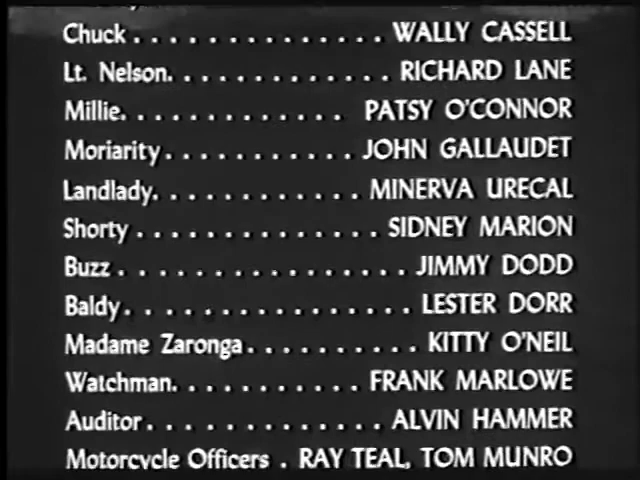 Chuck . . . . . . . . . . . . . . WALLY CASSELL
Lt. Nelson. . . . . . . . . . . . . RICHARD LANE
Millie. . . . . . . . . . . . . PATSY O'CONNOR
Moriarity . . . . . . . . . . . JOHN GALLAUDET
Landlady. . . . . . . . . . . . MINERVA URECAL
Shorty . . . . . . . . . . . . . . SIDNEY MARION
Buzz . . . . . . . . . . . . . . . . . JIMMY DODD
Baldy . . . . . . . . . . . . . . . . LESTER DORR
Madame Zaronga . . . . . . . . . . KITTY O'NEIL
Watchman. . . . . . . . . . . FRANK MARLOWE
Auditor . . . . . . . . . . . . . ALVIN HAMMER
Motorcycle Officers . RAY TEAL, TOM MUNRO